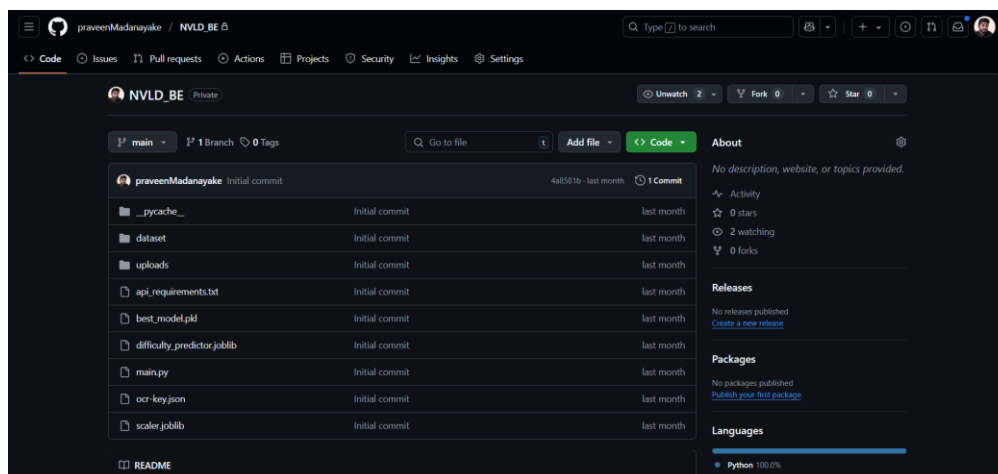 praveenMadanayake / NVLD_BE
Type / to search
Code Issues Pull requests Actions Projects Security Insights Settings
NVLD_BE Private
Unwatch 2 Fork 0 Star 0
main 1 Branch 0 Tags Go to file t Add file Code
praveenMadanayake Initial commit 4a8581b · last month 1 Commit
__pycache__ Initial commit last month
dataset Initial commit last month
uploads Initial commit last month
api_requirements.txt Initial commit last month
best_model.pkl Initial commit last month
difficulty_predictor.joblib Initial commit last month
main.py Initial commit last month
ocr-key.json Initial commit last month
scaler.joblib Initial commit last month
README
About
No description, website, or topics provided.
Activity
0 stars
2 watching
0 forks
Releases
No releases published
Create a new release
Packages
No packages published
Publish your first package
Languages
Python 100.0%